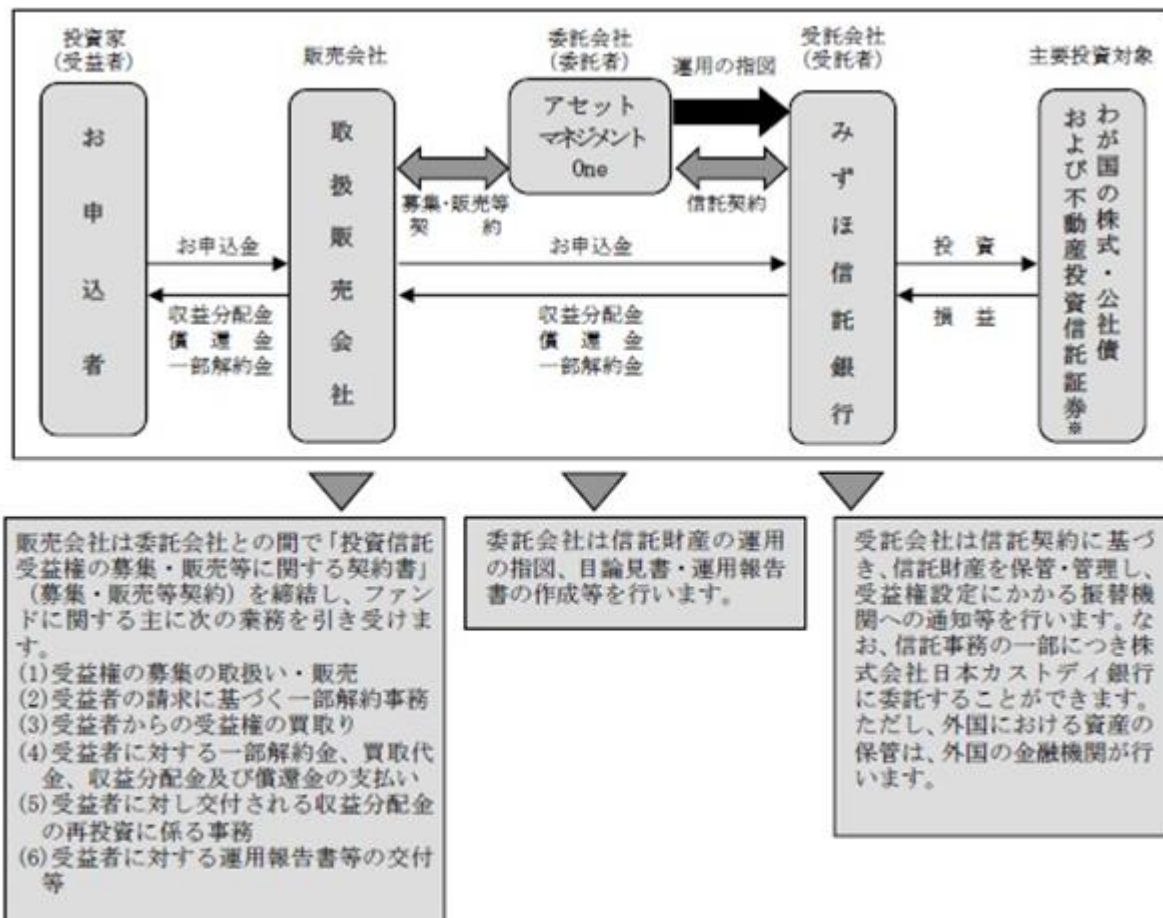 投資家
(受益者)
販売会社
委託会社
(委託者)
運用の指図
受託会社
(受託者)
主要投資対象
お申込者
取扱販売会社
アセット
マネジメント
One
みずほ信託銀行
わが国の株式・公社債
および不動産投資信託証券※
募集・販売等
契約
信託契約
お申込金
収益分配金
償還金
一部解約金
お申込金
収益分配金
償還金
一部解約金
投資
損益
販売会社は委託会社との間で「投資信託
受益権の募集・販売等に関する契約書」
(募集・販売等契約)を締結し、ファン
ドに関する主に次の業務を引き受けま
す。
(1)受益権の募集の取扱い・販売
(2)受益者の請求に基づく一部解約事務
(3)受益者からの受益権の買取り
(4)受益者に対する一部解約金、買取代
金、収益分配金及び償還金の支払い
(5)受益者に対し交付される収益分配金
の再投資に係る事務
(6)受益者に対する運用報告書等の交付
等
委託会社は信託財産の運用
の指図、目論見書・運用報告
書の作成等を行います。
受託会社は信託契約に基づ
き、信託財産を保管・管理し、
受益権設定にかかる振替機
関への通知等を行います。な
お、信託事務の一部につき株
式会社日本カストディ銀行
に委託することができます。
ただし、外国における資産の
保管は、外国の金融機関が行
います。